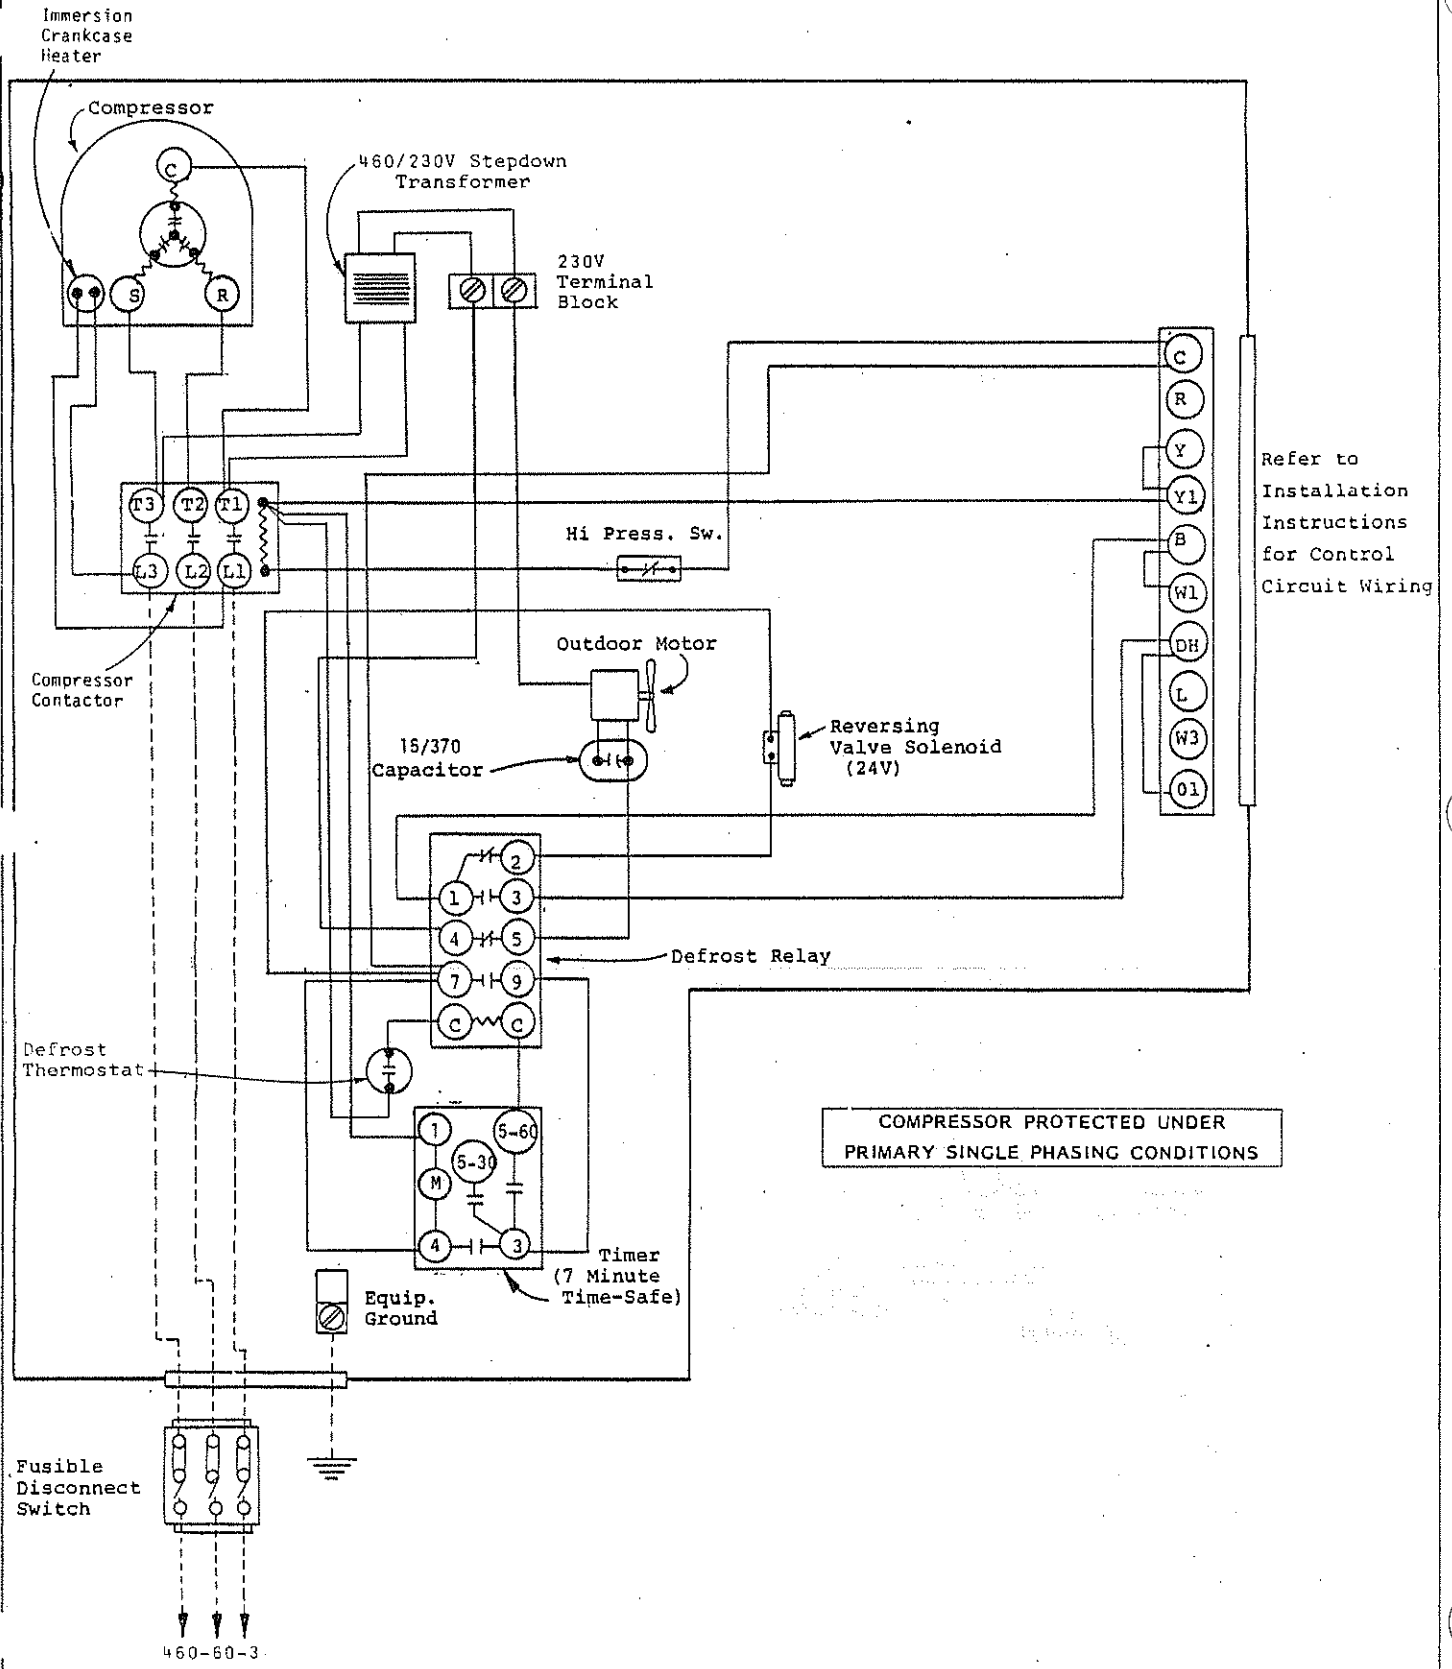 Immersion
Crankcase
Heater
Compressor
C
S
R
460/230V Stepdown
Transformer
230V
Terminal
Block
C
R
Y
Y1
B
W1
DH
L
W3
O1
Refer to
Installation
Instructions
for Control
Circuit Wiring
T3
T2
T1
L3
L2
L1
Hi Press. Sw.
Compressor
Contactor
Outdoor Motor
15/370
Capacitor
Reversing
Valve Solenoid
(24V)
2
1
3
4
5
7
9
C
C
Defrost Relay
Defrost
Thermostat
1
5-60
5-30
M
4
3
Timer
(7 Minute
Time-Safe)
COMPRESSOR PROTECTED UNDER
PRIMARY SINGLE PHASING CONDITIONS
Equip.
Ground
Fusible
Disconnect
Switch
460-60-3